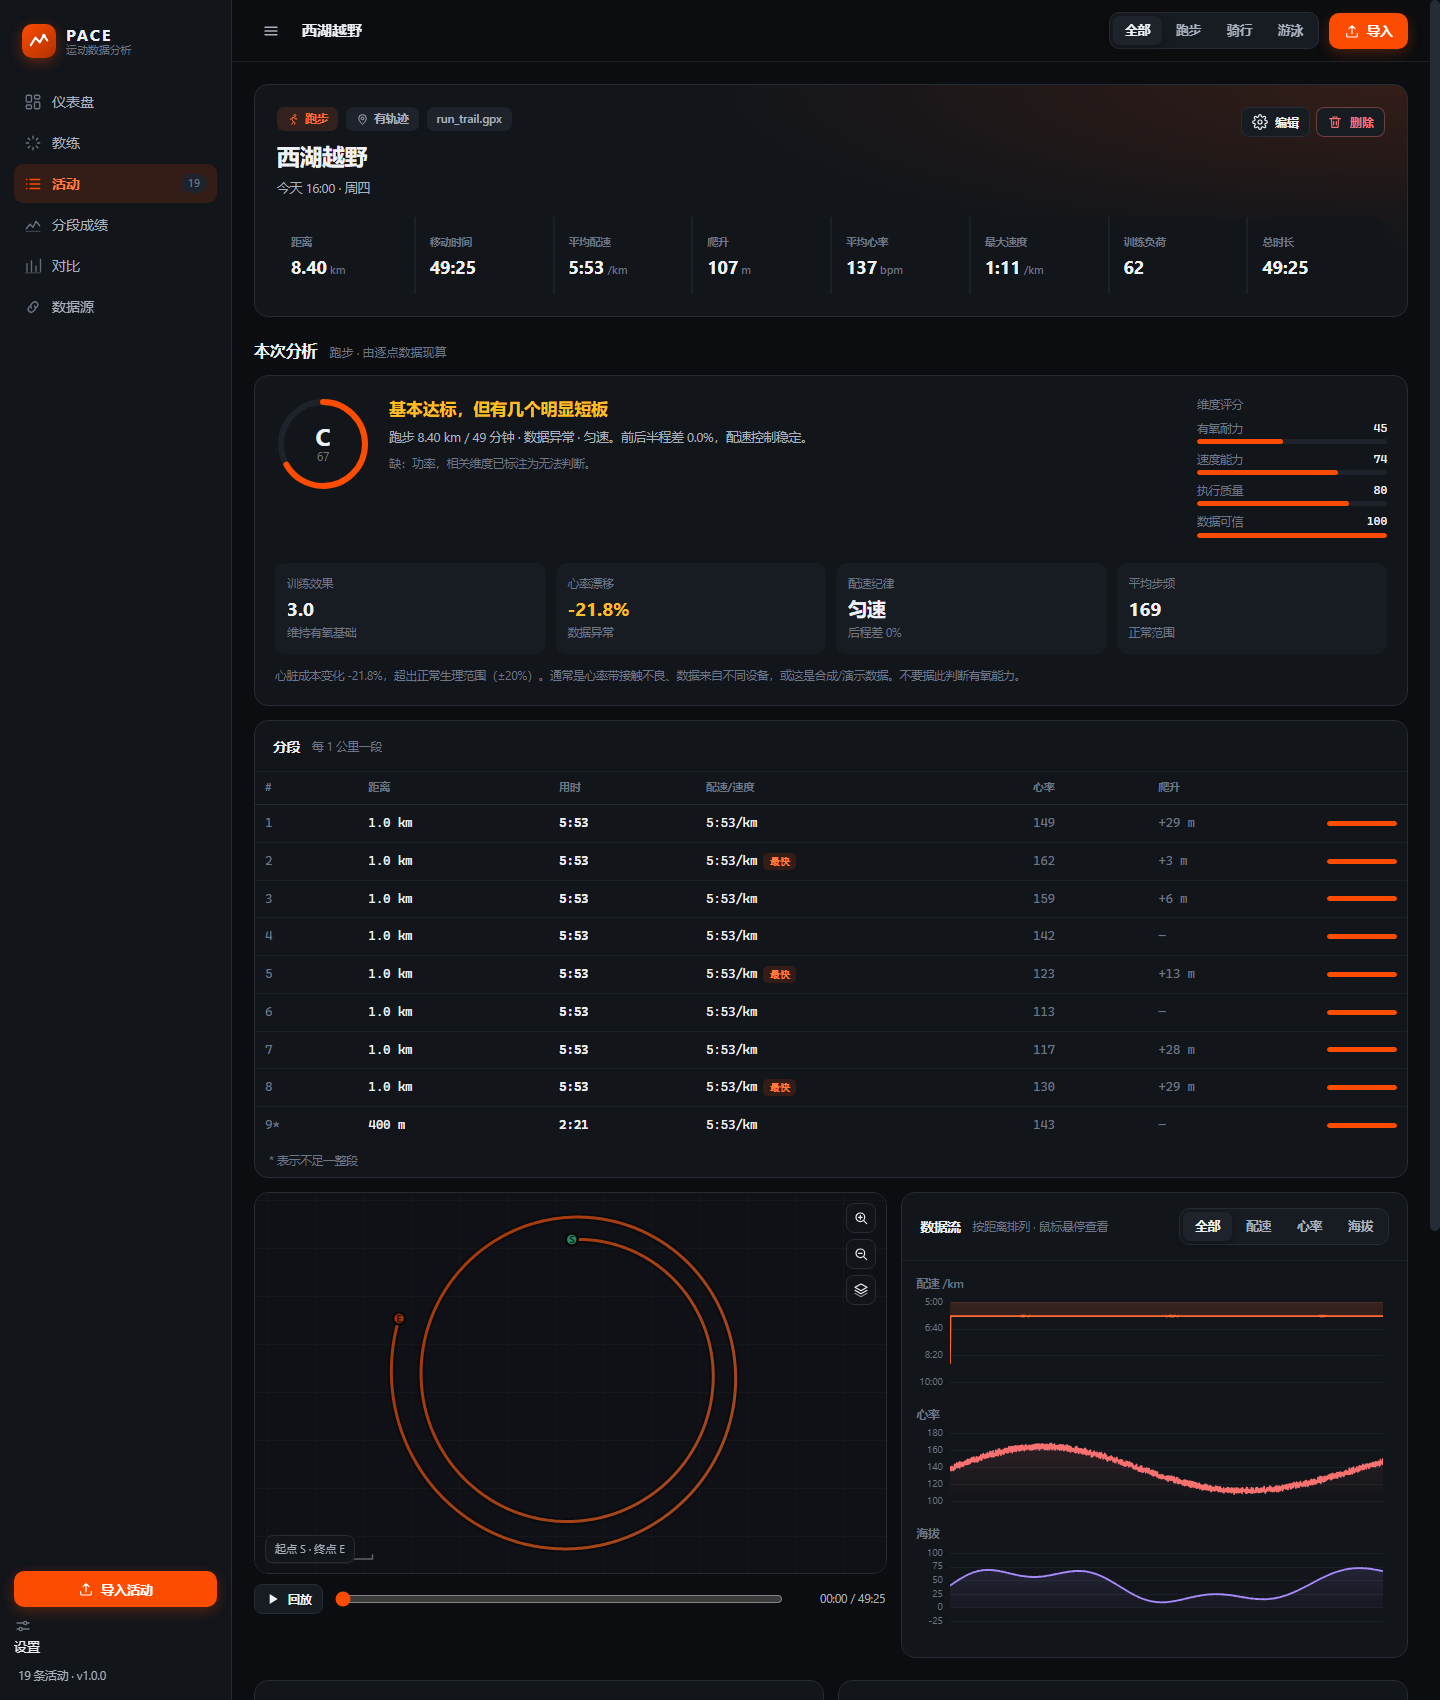 PACE
运动数据分析
仪表盘
教练
活动 19
分段成绩
对比
数据源
导入活动
设置
19 条活动 · v1.0.0
西湖越野
全部 跑步 骑行 游泳
导入
跑步 有轨迹 run_trail.gpx
编辑 删除
西湖越野
今天 16:00 · 周四
距离 移动时间 平均配速 爬升 平均心率 最大速度 训练负荷 总时长
8.40 km 49:25 5:53 /km 107 m 137 bpm 1:11 /km 62 49:25
本次分析 跑步 · 由逐点数据现算
C
67
基本达标，但有几个明显短板
跑步 8.40 km / 49 分钟 · 数据异常 · 匀速。前后半程差 0.0%，配速控制稳定。
缺：功率，相关维度已标注为无法判断。
维度评分
有氧耐力 45
速度能力 74
执行质量 80
数据可信 100
训练效果 心率漂移 配速纪律 平均步频
3.0 -21.8% 匀速 169
维持有氧基础 数据异常 后程差 0% 正常范围
心脏成本变化 -21.8%，超出正常生理范围（±20%）。通常是心率带接触不良、数据来自不同设备，或这是合成/演示数据。不要据此判断有氧能力。
分段 每 1 公里一段
# 距离 用时 配速/速度 心率 爬升
1 1.0 km 5:53 5:53/km 149 +29 m
2 1.0 km 5:53 5:53/km 最快 162 +3 m
3 1.0 km 5:53 5:53/km 159 +6 m
4 1.0 km 5:53 5:53/km 142 —
5 1.0 km 5:53 5:53/km 最快 123 +13 m
6 1.0 km 5:53 5:53/km 113 —
7 1.0 km 5:53 5:53/km 117 +28 m
8 1.0 km 5:53 5:53/km 最快 130 +29 m
9* 400 m 2:21 5:53/km 143 —
* 表示不足一整段
S
E
起点 S · 终点 E
回放 00:00 / 49:25
数据流 按距离排列 · 鼠标悬停查看
全部 配速 心率 海拔
配速 /km
5:00
6:40
8:20
10:00
心率
180
160
140
120
100
海拔
100
75
50
25
0
-25